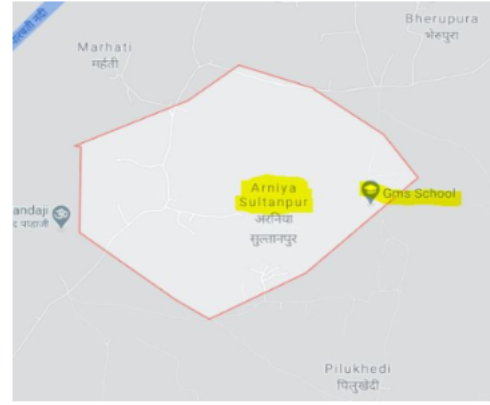 Bherupura
भेरुपुरा
Marhati
मर्हती
Arniya
Sultanpur
अरनिया
सुल्तानपुर
Gms School
andaji
Pilukhedi
पिलुखेदी